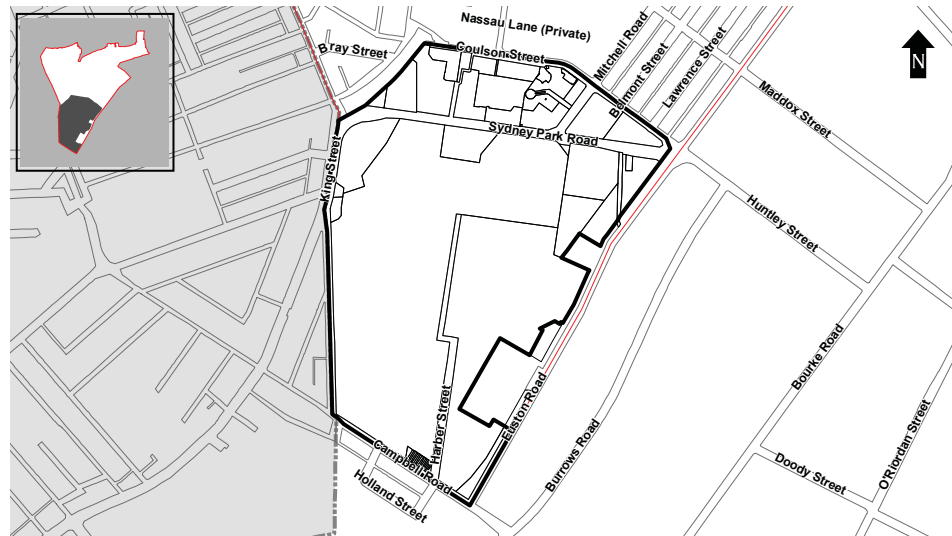 Nassau Lane (Private)
Bray Street
Coulson Street
Mitchell Road
Belmont Street
Lawrence Street
N
Maddox Street
Sydney Park Road
King Street
Huntley Street
Bourke Road
Harber Street
Euston Road
Burrows Road
O'Riordan Street
Campbell Road
Holland Street
Doody Street